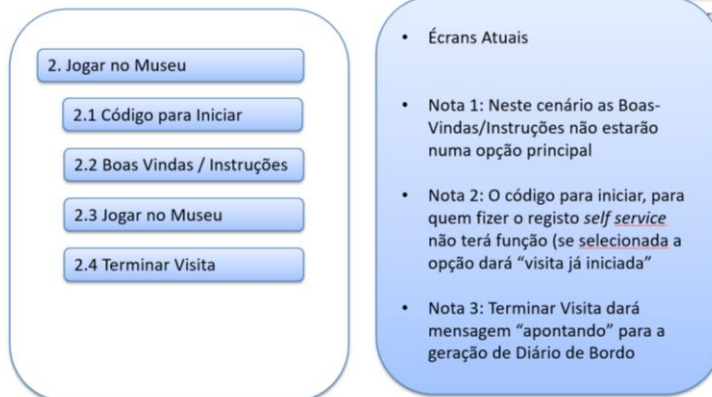 2. Jogar no Museu
2.1 Código para Iniciar
2.2 Boas Vindas / Instruções
2.3 Jogar no Museu
2.4 Terminar Visita
• Écrans Atuais
• Nota 1: Neste cenário as Boas-
Vindas/Instruções não estarão
numa opção principal
• Nota 2: O código para iniciar, para
quem fizer o registo self service
não terá função (se selecionada a
opção dará “visita já iniciada”
• Nota 3: Terminar Visita dará
mensagem “apontando” para a
geração de Diário de Bordo